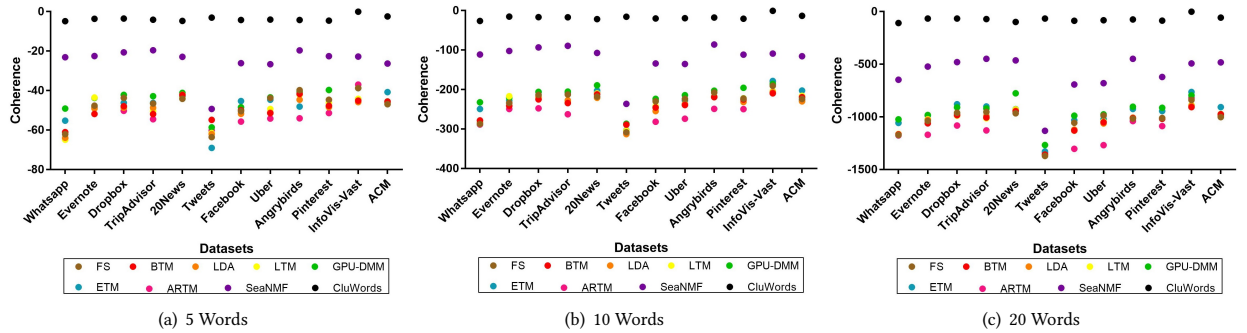 Coherence
0
-20
-40
-60
-80
Whatsapp
Evernote
Dropbox
TripAdvisor
20News
Tweets
Facebook
Uber
Angrybirds
Pinterest
InfoVis-Vast
ACM
Datasets
FS BTM LDA LTM GPU-DMM
ETM ARTM SeaNMF CluWords
(a) 5 Words
Coherence
0
-100
-200
-300
-400
Whatsapp
Evernote
Dropbox
TripAdvisor
20News
Tweets
Facebook
Uber
Angrybirds
Pinterest
InfoVis-Vast
ACM
Datasets
FS BTM LDA LTM GPU-DMM
ETM ARTM SeaNMF CluWords
(b) 10 Words
Coherence
0
-500
-1000
-1500
Whatsapp
Evernote
Dropbox
TripAdvisor
20News
Tweets
Facebook
Uber
Angrybirds
Pinterest
InfoVis-Vast
ACM
Datasets
FS BTM LDA LTM GPU-DMM
ETM ARTM SeaNMF CluWords
(c) 20 Words